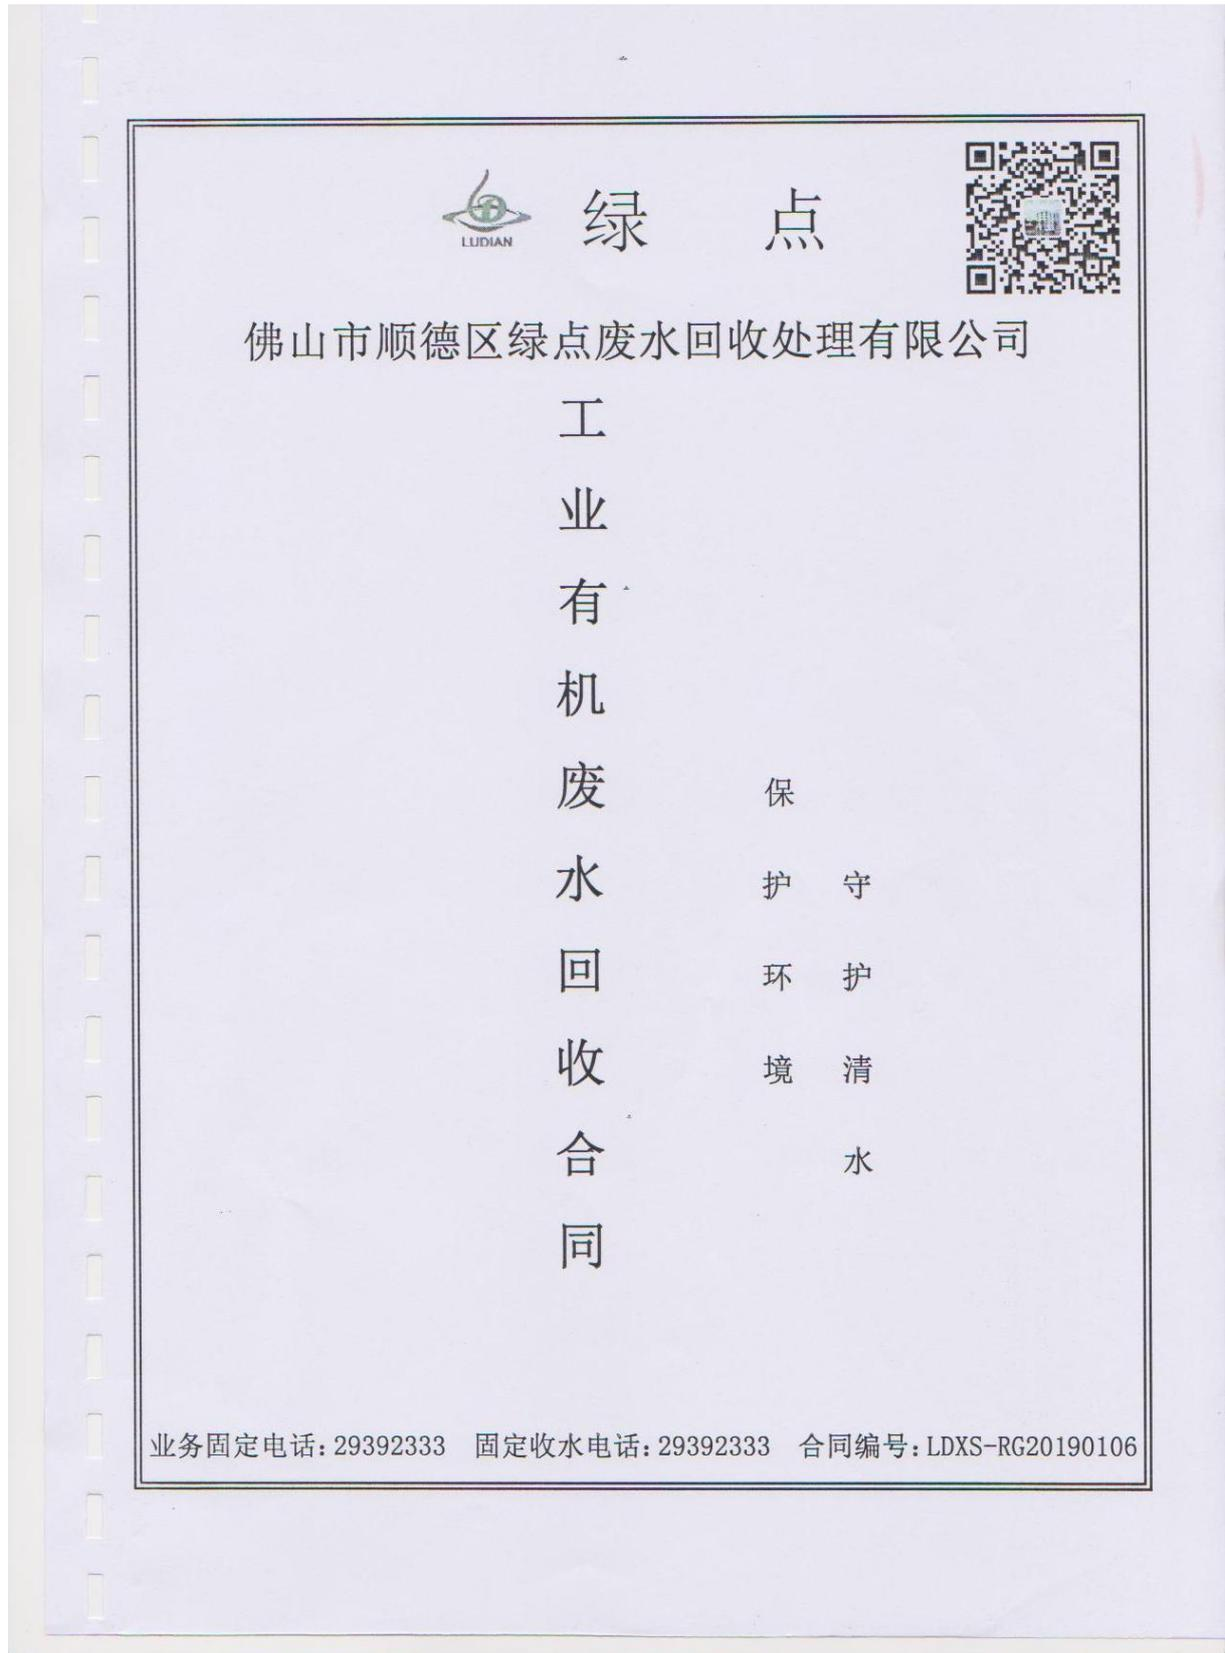 LUDIAN
绿 点
佛山市顺德区绿点废水回收处理有限公司
工业有机废水回收合同
保护环境
守护清水
业务固定电话:29392333 固定收水电话:29392333 合同编号:LDXS-RG20190106